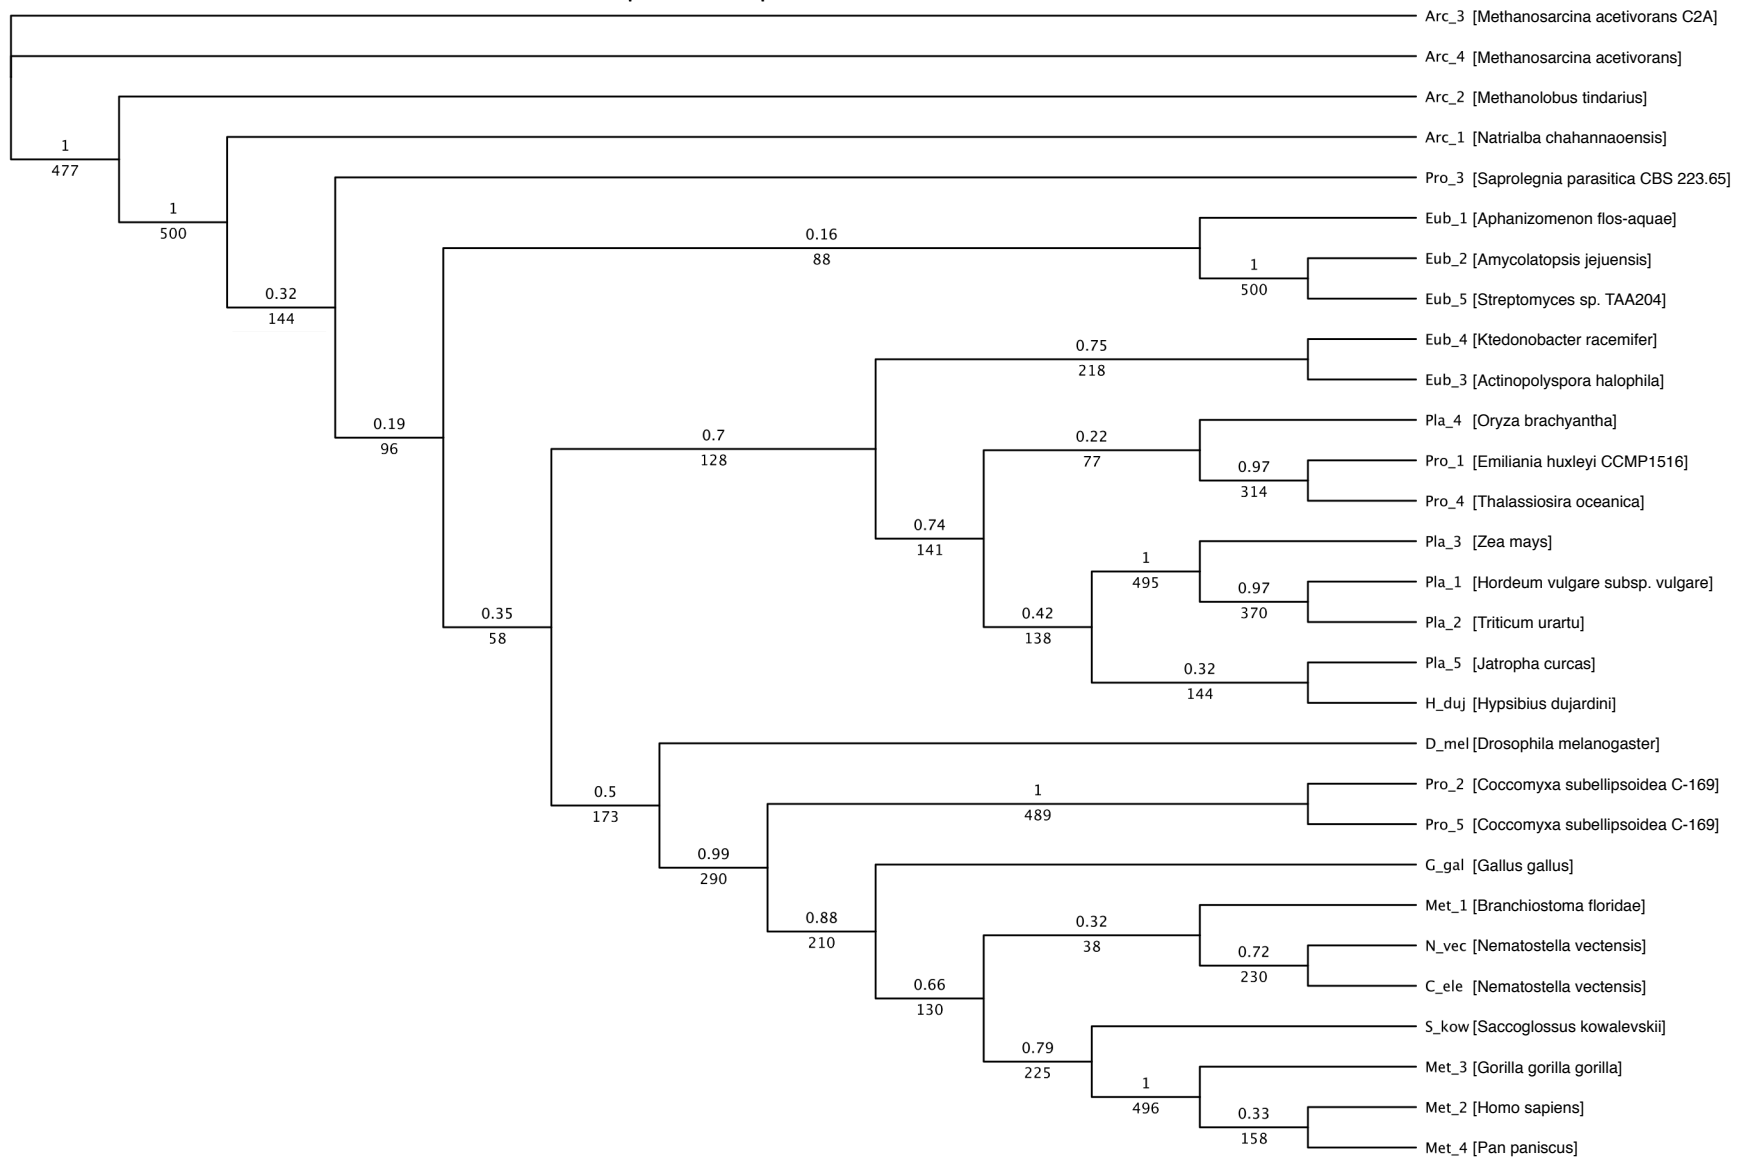 Arc_3 [Methanosarcina acetivorans C2A]
Arc_4 [Methanosarcina acetivorans]
Arc_2 [Methanolobus tindarius]
Arc_1 [Natrialba chahannaoensis]
1
477
Pro_3 [Saprolegnia parasitica CBS 223.65]
1
500
Eub_1 [Aphanizomenon flos-aquae]
0.16
88
Eub_2 [Amycolatopsis jejuensis]
1
500
Eub_5 [Streptomyces sp. TAA204]
0.32
144
Eub_4 [Ktedonobacter racemifer]
0.75
218
Eub_3 [Actinopolyspora halophila]
Pla_4 [Oryza brachyantha]
0.19
96
0.7
128
0.22
77
Pro_1 [Emiliania huxleyi CCMP1516]
0.97
314
Pro_4 [Thalassiosira oceanica]
0.74
141
Pla_3 [Zea mays]
1
495
Pla_1 [Hordeum vulgare subsp. vulgare]
0.97
370
Pla_2 [Triticum urartu]
0.35
58
0.42
138
Pla_5 [Jatropha curcas]
0.32
144
H_duj [Hypsibius dujardini]
D_mel [Drosophila melanogaster]
Pro_2 [Coccomyxa subellipsoidea C-169]
0.5
173
1
489
Pro_5 [Coccomyxa subellipsoidea C-169]
0.99
290
G_gal [Gallus gallus]
Met_1 [Branchiostoma floridae]
0.88
210
0.32
38
N_vec [Nematostella vectensis]
0.72
230
C_ele [Nematostella vectensis]
0.66
130
S_kow [Saccoglossus kowalevskii]
0.79
225
Met_3 [Gorilla gorilla gorilla]
1
496
Met_2 [Homo sapiens]
0.33
158
Met_4 [Pan paniscus]